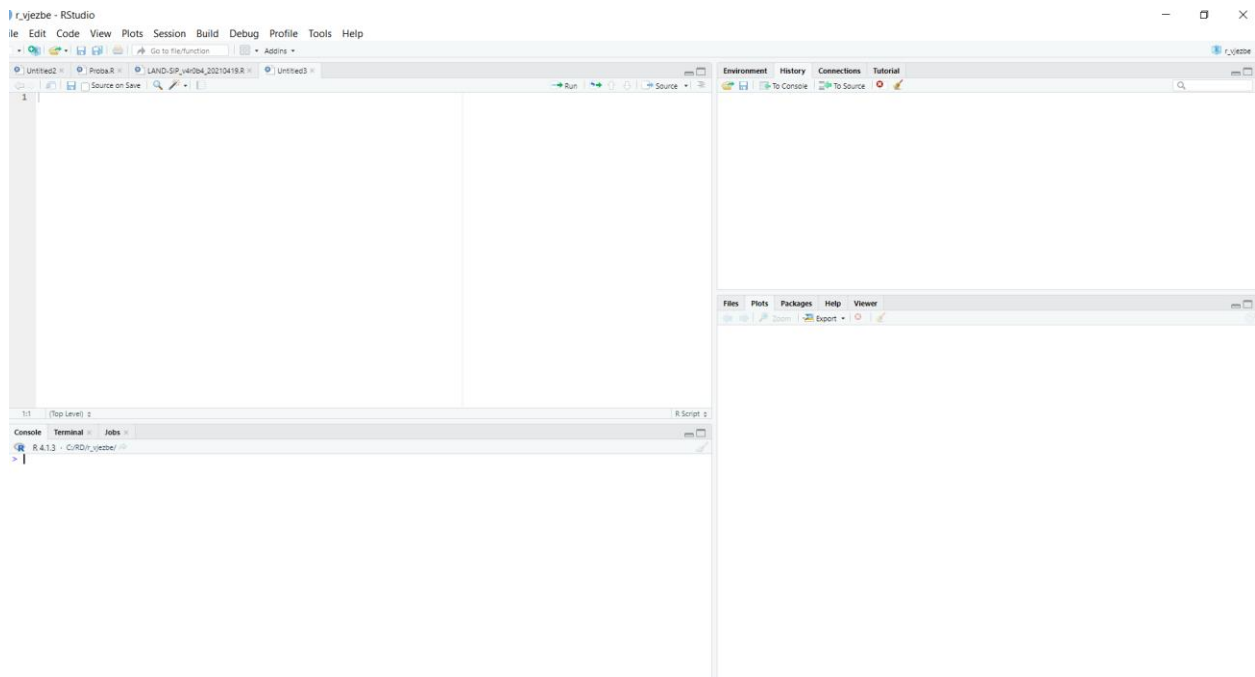 r_vjezbe - RStudio
ile Edit Code View Plots Session Build Debug Profile Tools Help
Go to file/function Addins
r_vjezbe
Untitled2 Proba.R LAND-SIP_v4r0b4_20210419.R Untitled3
Source on Save Run Source
1
1:1 (Top Level) R Script
Console Terminal Jobs
R 4.1.3 - C:/RD/r_vjezbe/
>
Environment History Connections Tutorial
To Console To Source
Files Plots Packages Help Viewer
Zoom Export